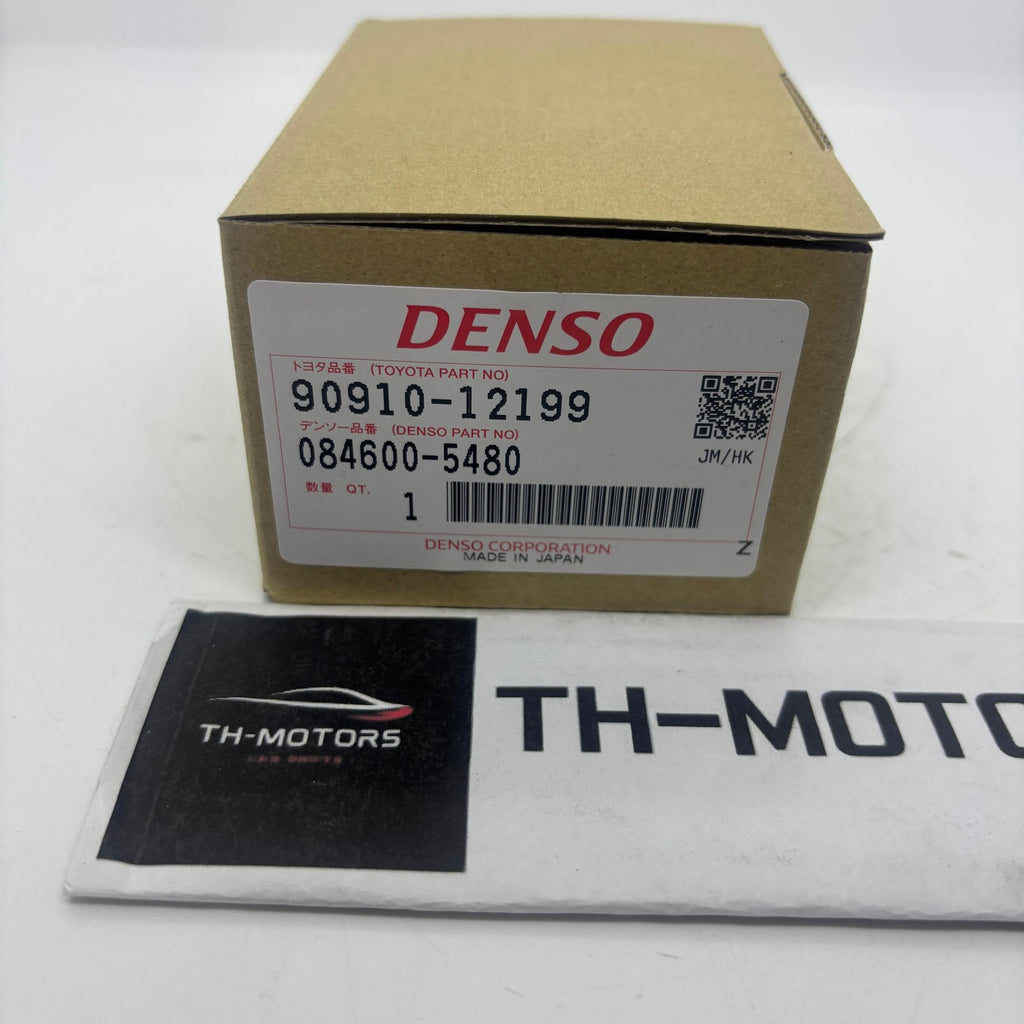 DENSO
トヨタ品番 (TOYOTA PART NO)
90910-12199
デンソー品番 (DENSO PART NO)
084600-5480
JM/HK
数量 QT. 1
DENSO CORPORATION
MADE IN JAPAN
Z
TH-MOTORS
TH-MOTO